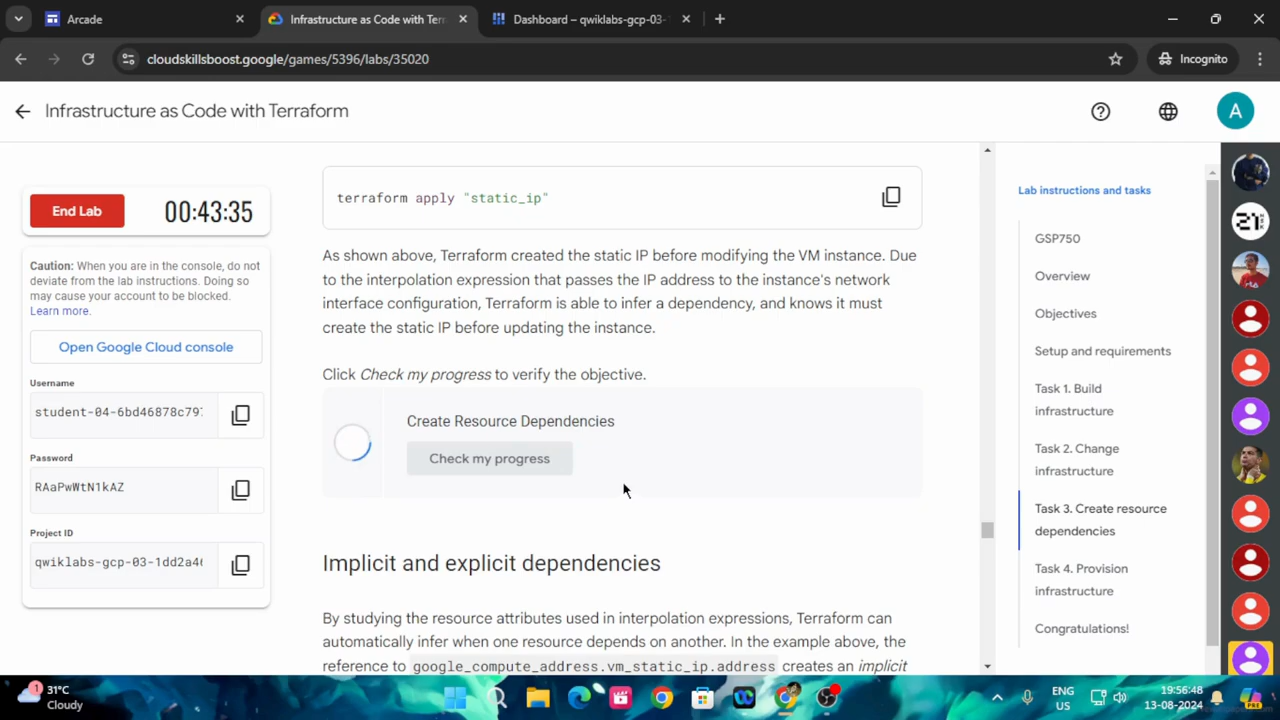 Arcade
Infrastructure as Code with Terr
Dashboard – qwiklabs-gcp-03-
cloudskillsboost.google/games/5396/labs/35020
Incognito
Infrastructure as Code with Terraform
A
End Lab
00:43:35
Caution: When you are in the console, do not
deviate from the lab instructions. Doing so
may cause your account to be blocked.
Learn more.
Open Google Cloud console
Username
student-04-6bd46878c797
Password
RAaPwWtN1kAZ
Project ID
qwiklabs-gcp-03-1dd2a46
terraform apply "static_ip"
As shown above, Terraform created the static IP before modifying the VM instance. Due
to the interpolation expression that passes the IP address to the instance's network
interface configuration, Terraform is able to infer a dependency, and knows it must
create the static IP before updating the instance.
Click Check my progress to verify the objective.
Create Resource Dependencies
Check my progress
Implicit and explicit dependencies
By studying the resource attributes used in interpolation expressions, Terraform can
automatically infer when one resource depends on another. In the example above, the
reference to google_compute_address.vm_static_ip.address creates an implicit
Lab instructions and tasks
GSP750
Overview
Objectives
Setup and requirements
Task 1. Build
infrastructure
Task 2. Change
infrastructure
Task 3. Create resource
dependencies
Task 4. Provision
infrastructure
Congratulations!
21
1
31°C
Cloudy
ENG
US
19:56:48
13-08-2024
PRE